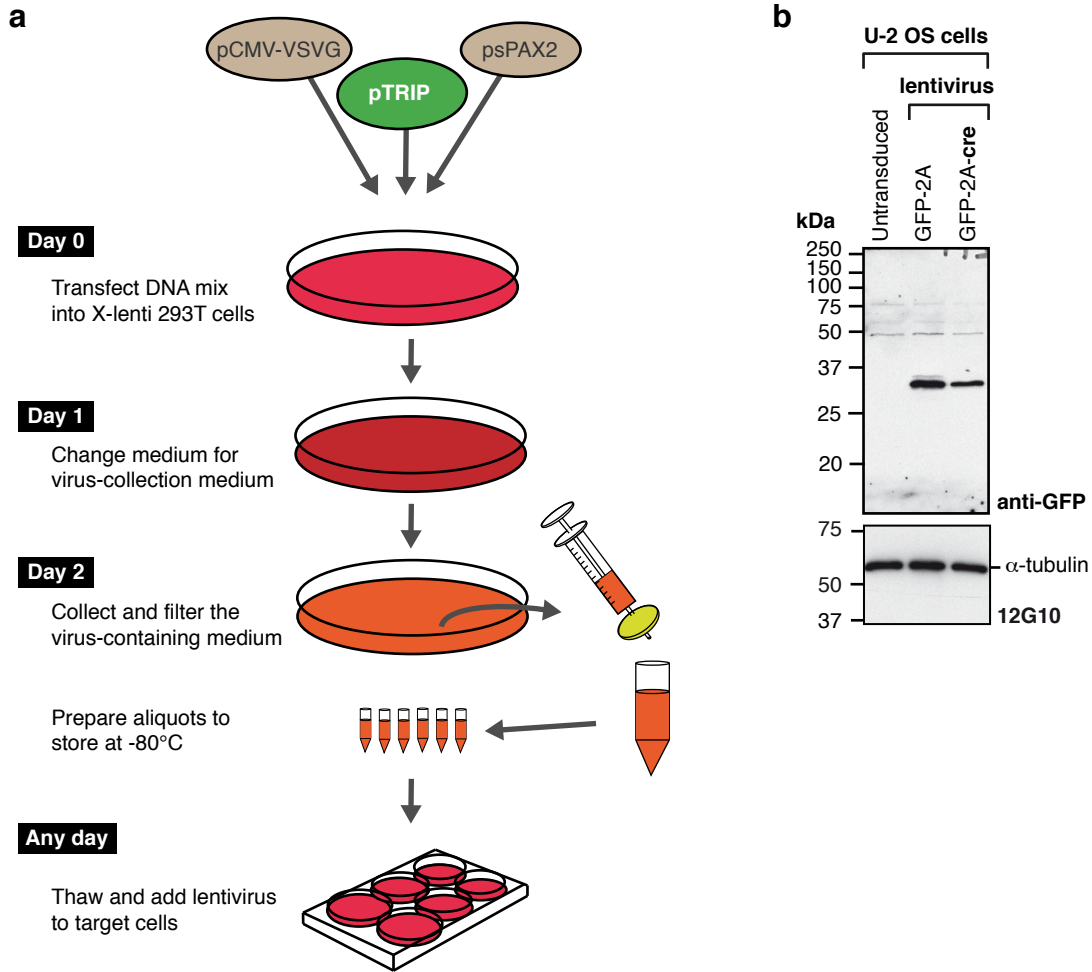 a
pCMV-VSVG
psPAX2
pTRIP
Day 0
Transfect DNA mix
into X-lenti 293T cells
Day 1
Change medium for
virus-collection medium
Day 2
Collect and filter the
virus-containing medium
Prepare aliquots to
store at -80°C
Any day
Thaw and add lentivirus
to target cells
b
U-2 OS cells
lentivirus
Untransduced
GFP-2A
GFP-2A-cre
kDa
250
150
100
75
50
37
25
20
anti-GFP
75
50
37
α-tubulin
12G10